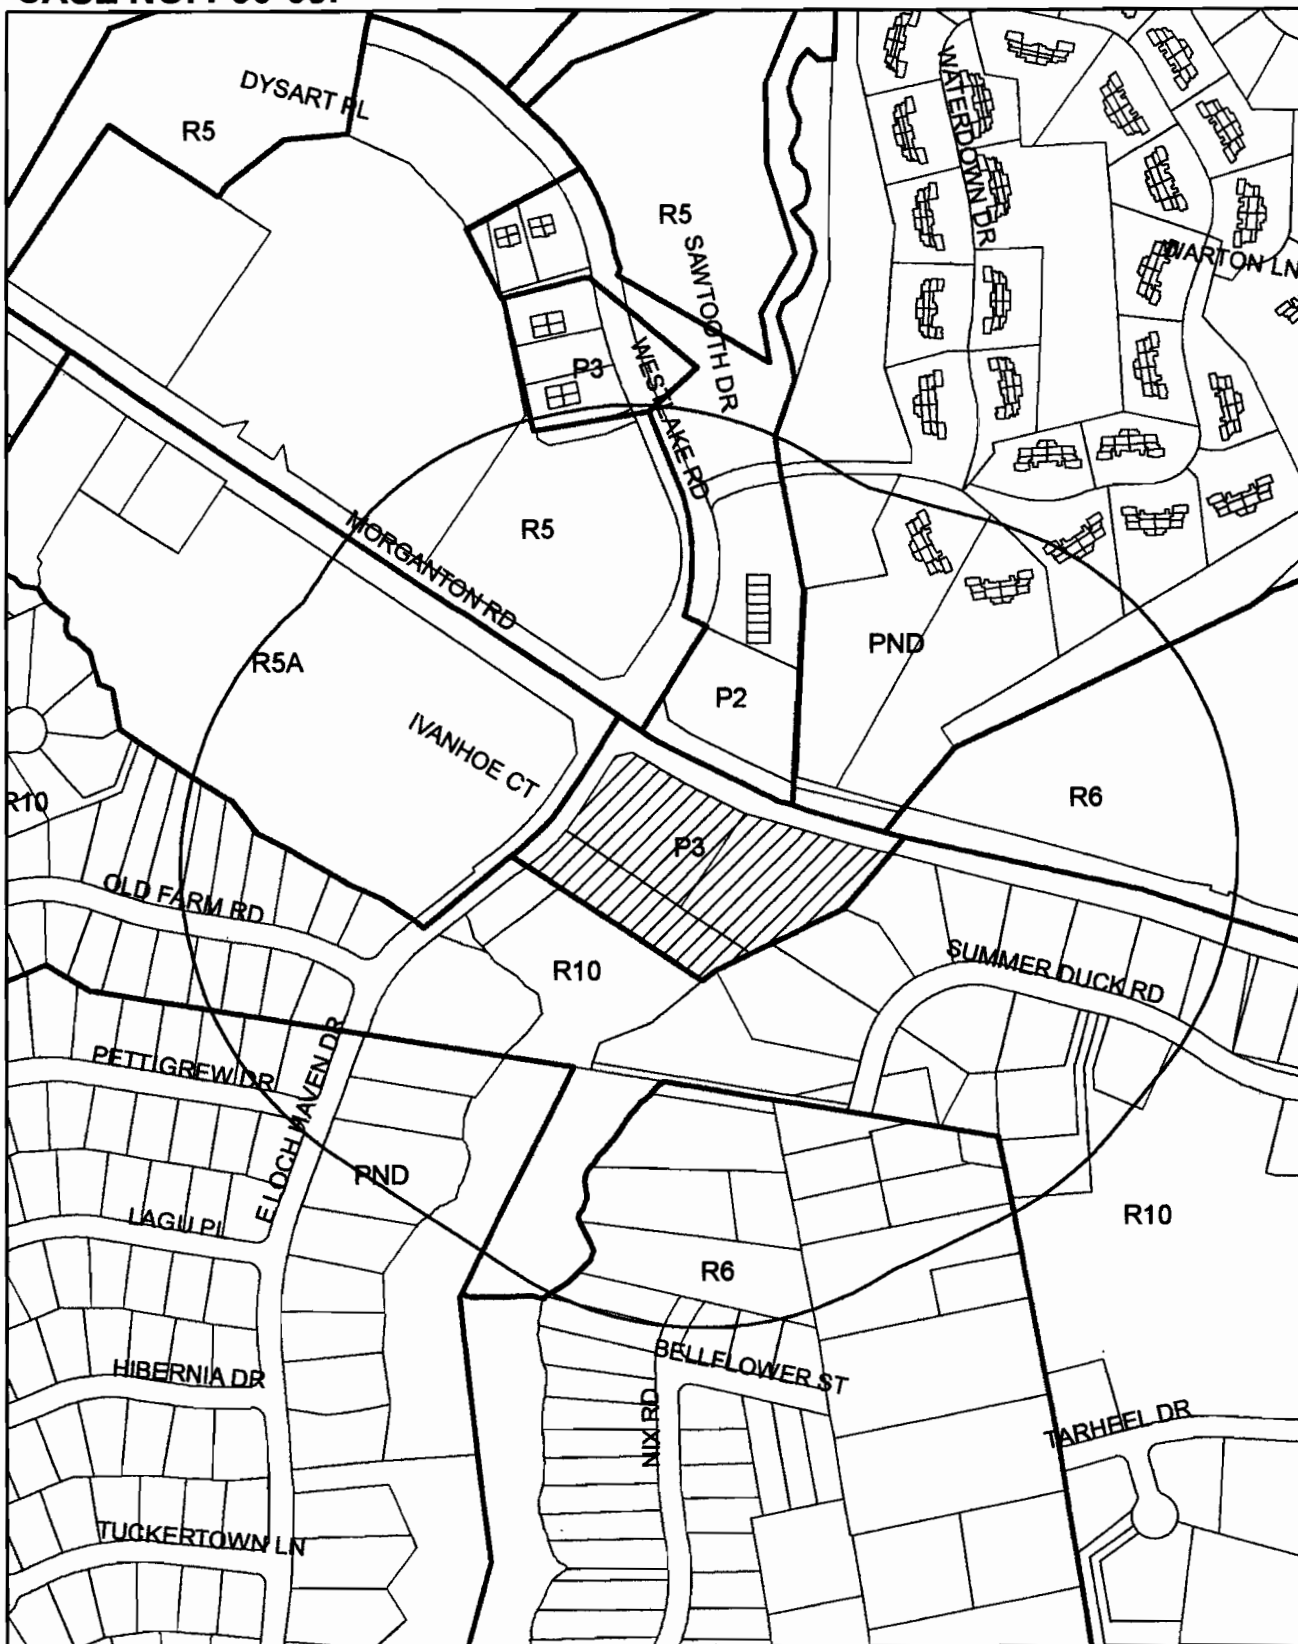 DYSART PL
R5
WATERDOWN DR
R5
SAWTOOTH DR
WARTON LN
P3
WESTLAKE RD
R5
MORGANTON RD
R5A
PND
P2
IVANHOE CT
R10
R6
P3
OLD FARM RD
R10
SUMMER DUCK RD
PETTIGREW DR
E LOCH HAVEN DR
PND
LAGU PL
R10
R6
HIBERNIA DR
BELLFLOWER ST
NIX RD
TARHEEL DR
TUCKERTOWN LN